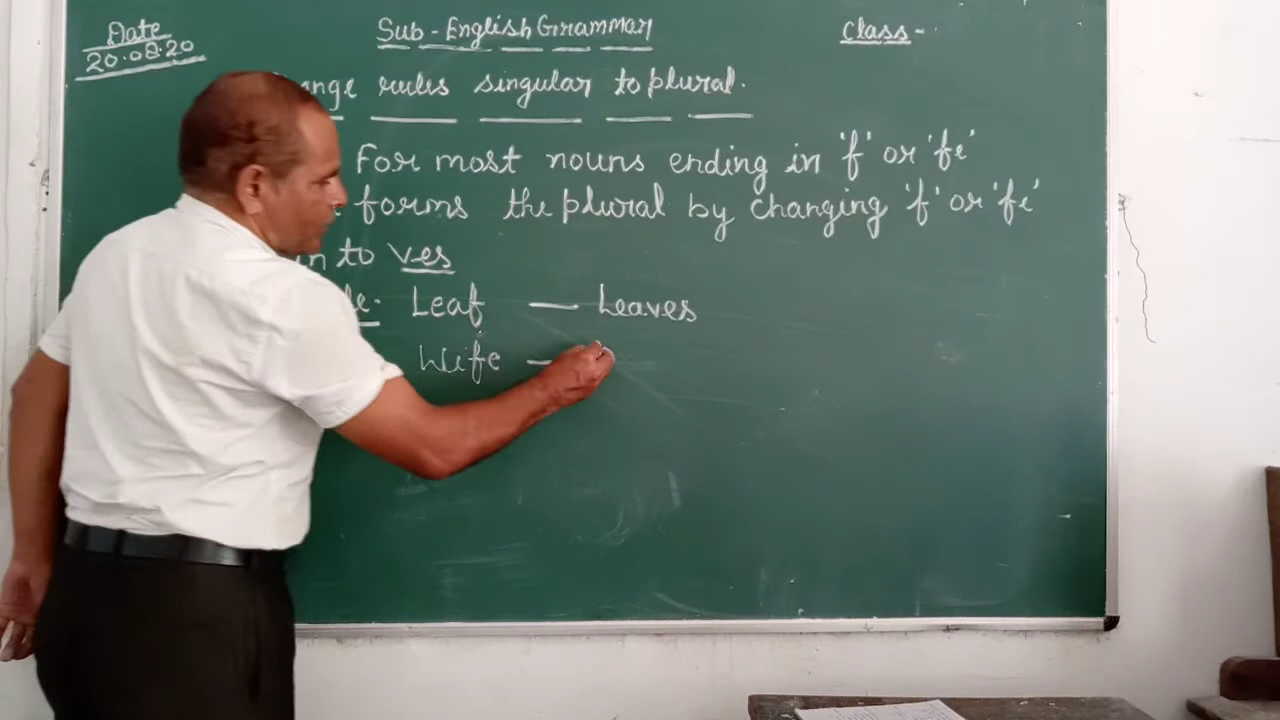 Date
20.08.20
Sub-English Grammar
Class-
rules singular to plural.
For most nouns ending in 'f' or 'fe'
forms the plural by changing 'f' or 'fe'
in to ves
Leaf — Leaves
Wife —